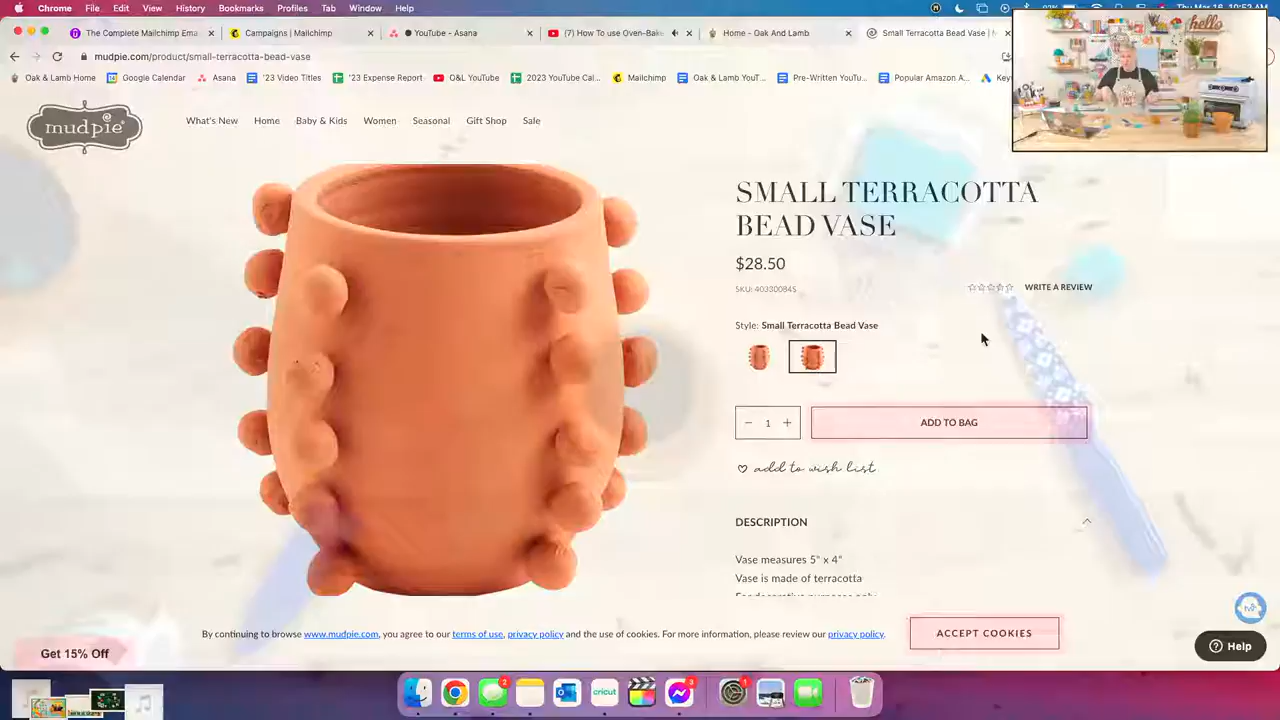 Chrome File Edit View History Bookmarks Profiles Tab Window Help
The Complete Mailchimp Ema
Campaigns | Mailchimp
YouTube – Asana
(7) How To use Oven-Bake
Home - Oak And Lamb
Small Terracotta Bead Vase |
mudpie.com/product/small-terracotta-bead-vase
Oak & Lamb Home Google Calendar Asana '23 Video Titles '23 Expense Report O&L YouTube 2023 YouTube Cal... Mailchimp Oak & Lamb YouT... Pre-Written YouTu... Popular Amazon A...
hello
mudpie
What's New Home Baby & Kids Women Seasonal Gift Shop Sale
SMALL TERRACOTTA
BEAD VASE
$28.50
WRITE A REVIEW
Style: Small Terracotta Bead Vase
− 1 +
ADD TO BAG
add to wish list
DESCRIPTION
Vase measures 5" x 4"
Vase is made of terracotta
By continuing to browse www.mudpie.com, you agree to our terms of use, privacy policy and the use of cookies. For more information, please review our privacy policy.
ACCEPT COOKIES
Get 15% Off
Help
2
cricut
3
1